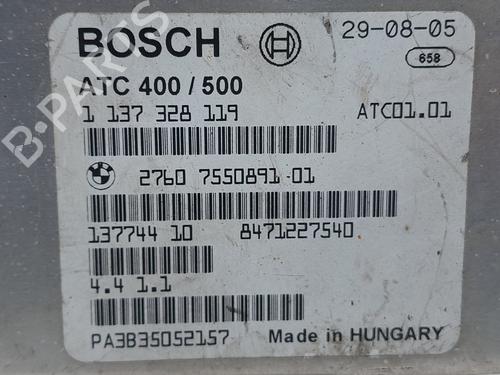 BOSCH
29-08-05
658
ATC 400 / 500
1 137 328 119
ATC01.01
2760 7550891-01
137744 10
8471227540
4.4 1.1
PA3B35052157
Made in HUNGARY
B-PARTS